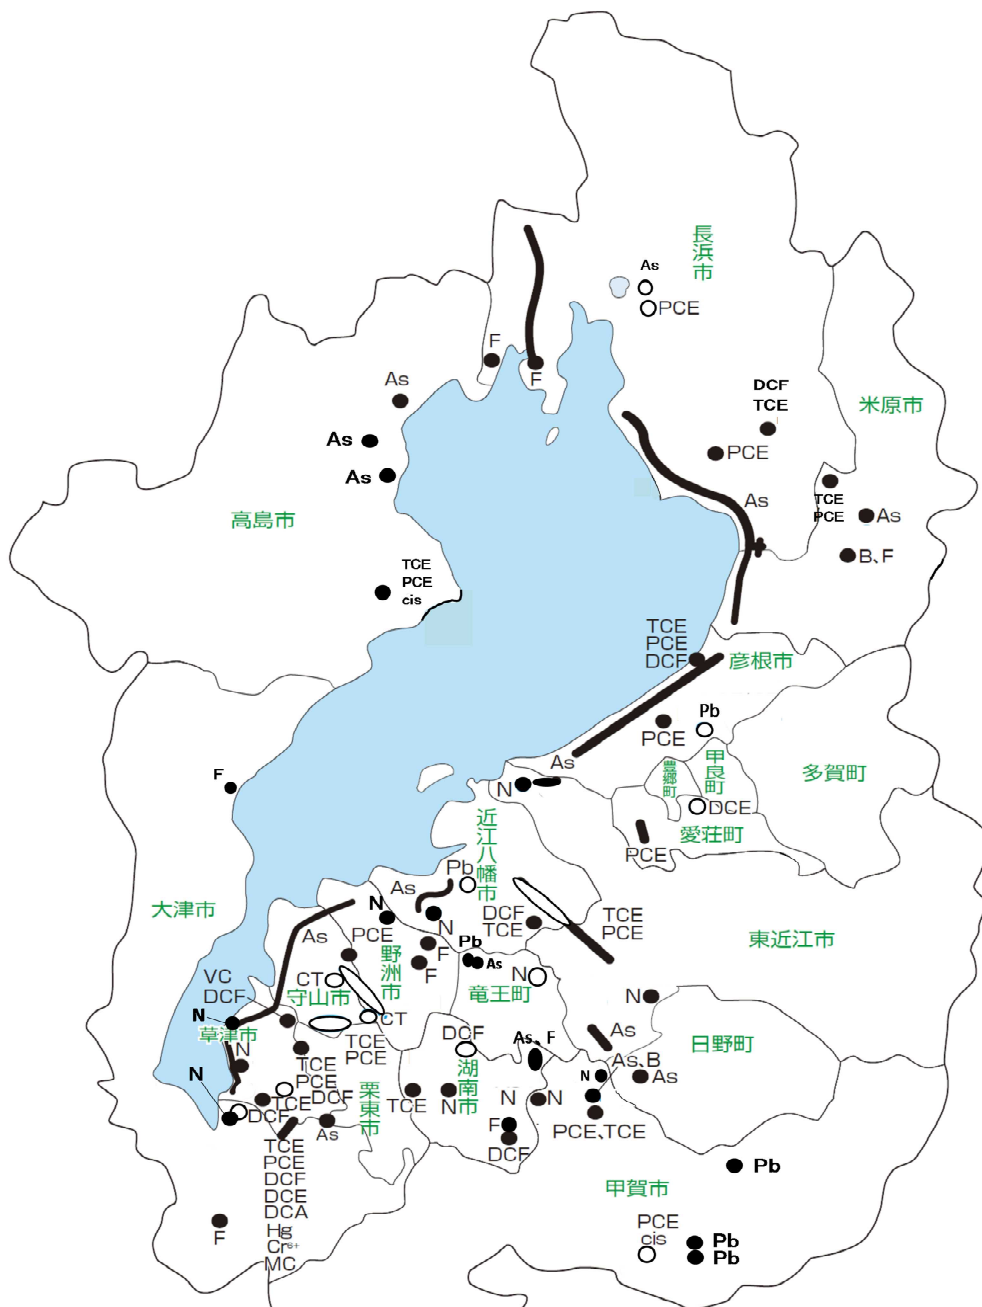 長浜市
As
PCE
F
F
As
DCF
TCE
米原市
As
PCE
As
As
TCE
PCE
As
高島市
B、F
TCE
PCE
cis
TCE
PCE
DCF
彦根市
Pb
PCE
甲良町
豊郷町
多賀町
As
F
N
DCE
愛荘町
PCE
近江八幡市
Pb
As
大津市
N
N
DCF
TCE
TCE
PCE
東近江市
As
PCE
野洲市
F
F
Pb
As
竜王町
N
VC
DCF
CT
守山市
CT
N
N
草津市
N
TCE
PCE
DCF
As
As、F
日野町
DCF
湖南市
As、B
As
N
N
TCE
PCE
DCF
TCE
DCF
栗東市
As
TCE
N
N
N
F
DCF
PCE、TCE
TCE
PCE
DCF
DCE
DCA
Hg
Cr⁶⁺
MC
F
Pb
甲賀市
PCE
cis
Pb
Pb